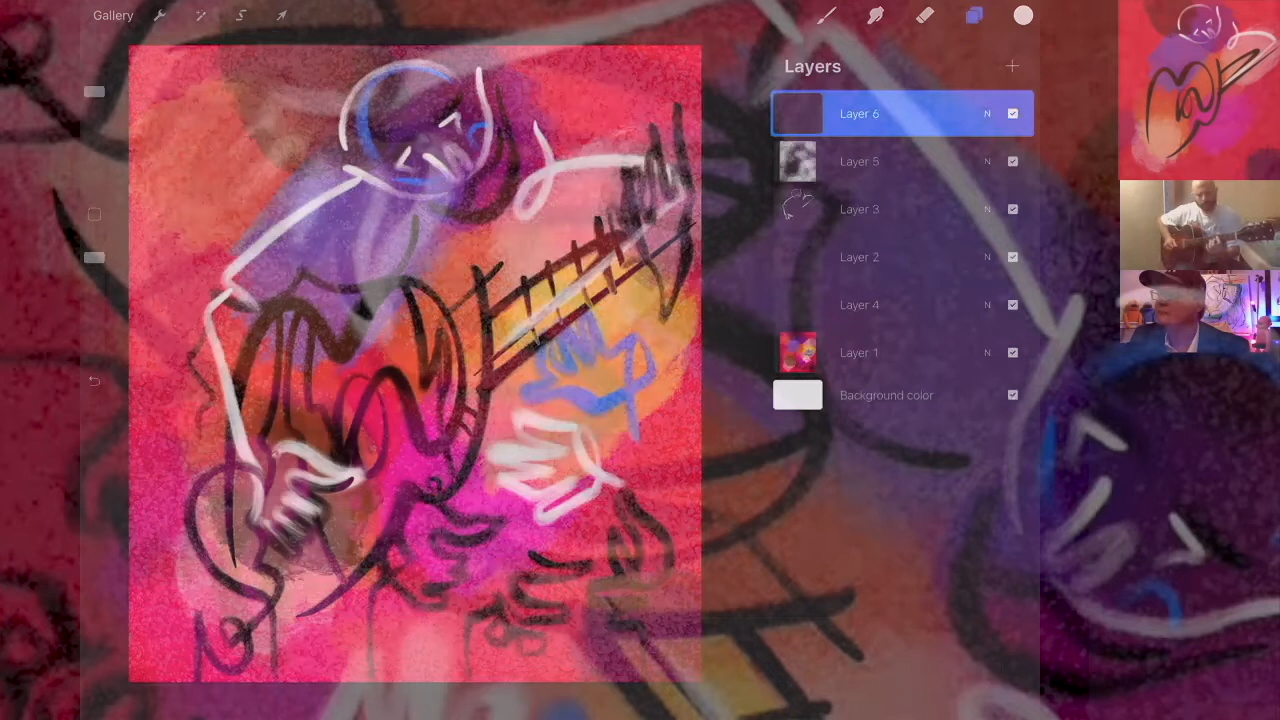 Gallery
Layers
Layer 6 N
Layer 5 N
Layer 3 N
Layer 2 N
Layer 4 N
Layer 1 N
Background color